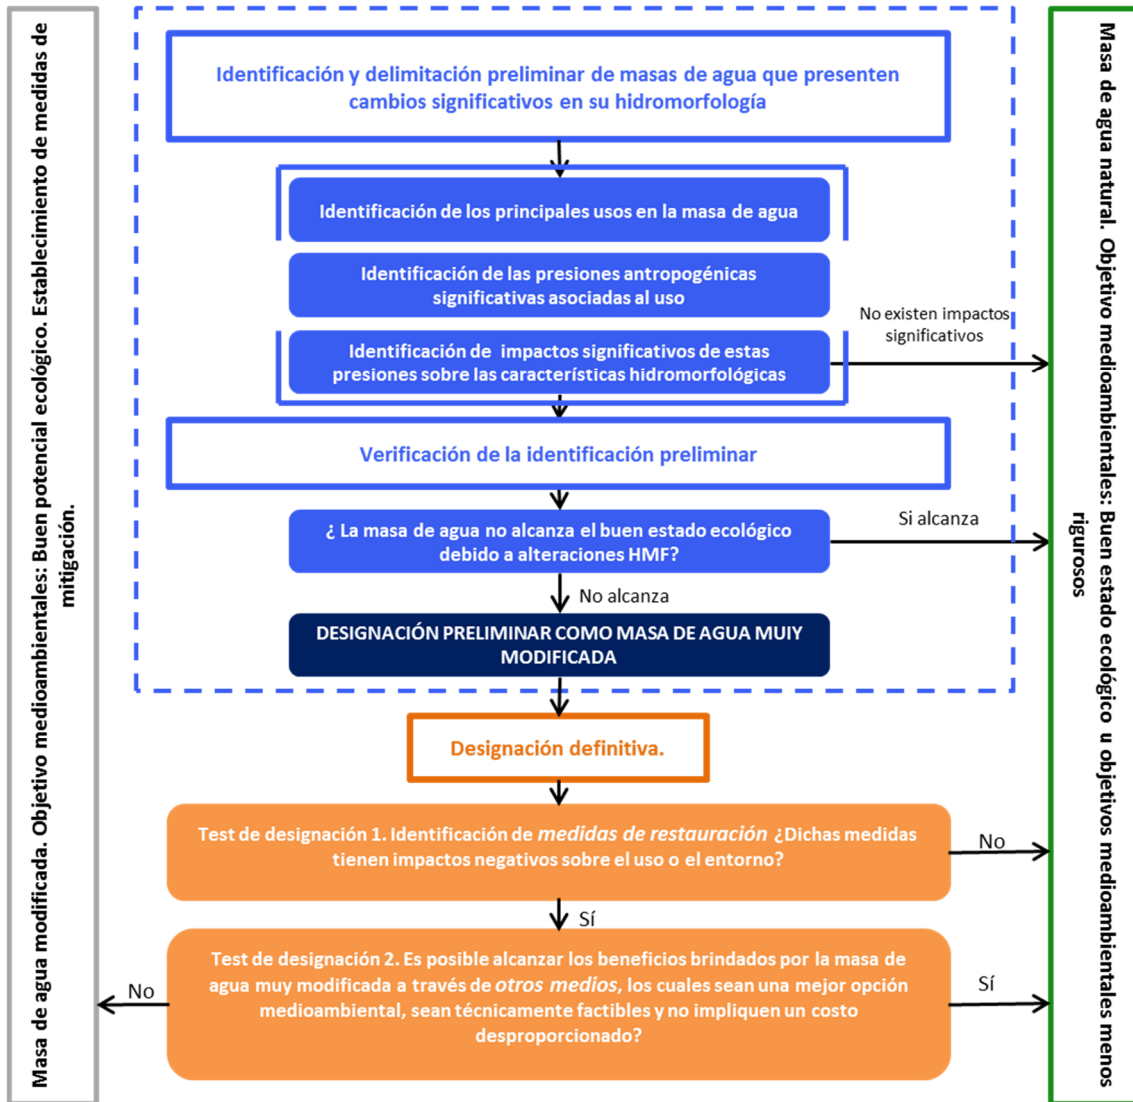 Masa de agua modificada. Objetivo medioambientales: Buen potencial ecológico. Establecimiento de medidas de
mitigación.
Identificación y delimitación preliminar de masas de agua que presenten
cambios significativos en su hidromorfología
Identificación de los principales usos en la masa de agua
Identificación de las presiones antropogénicas
significativas asociadas al uso
Identificación de  impactos significativos de estas
presiones sobre las características hidromorfológicas
No existen impactos
significativos
Verificación de la identificación preliminar
¿ La masa de agua no alcanza el buen estado ecológico
debido a alteraciones HMF?
Si alcanza
No alcanza
DESIGNACIÓN PRELIMINAR COMO MASA DE AGUA MUIY
MODIFICADA
Designación definitiva.
Test de designación 1. Identificación de medidas de restauración ¿Dichas medidas
tienen impactos negativos sobre el uso o el entorno?
No
Sí
Test de designación 2. Es posible alcanzar los beneficios brindados por la masa de
agua muy modificada a través de otros medios, los cuales sean una mejor opción
medioambiental, sean técnicamente factibles y no impliquen un costo
desproporcionado?
No
Sí
Masa de agua natural.  Objetivo medioambientales: Buen estado ecológico  u objetivos medioambientales menos
rigurosos